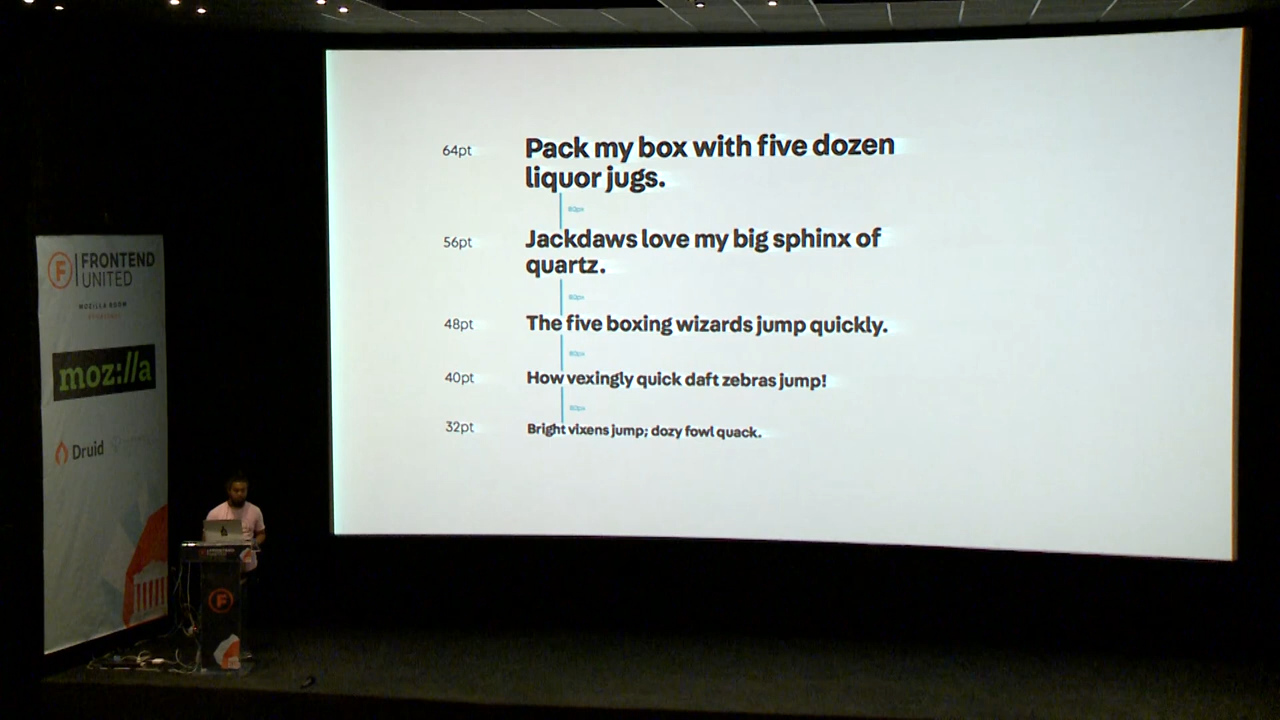 FRONTEND
UNITED
MOZILLA ROOM
moz://a
Druid
64pt
Pack my box with five dozen
liquor jugs.
56pt
Jackdaws love my big sphinx of
quartz.
48pt
The five boxing wizards jump quickly.
40pt
How vexingly quick daft zebras jump!
32pt
Bright vixens jump; dozy fowl quack.
F